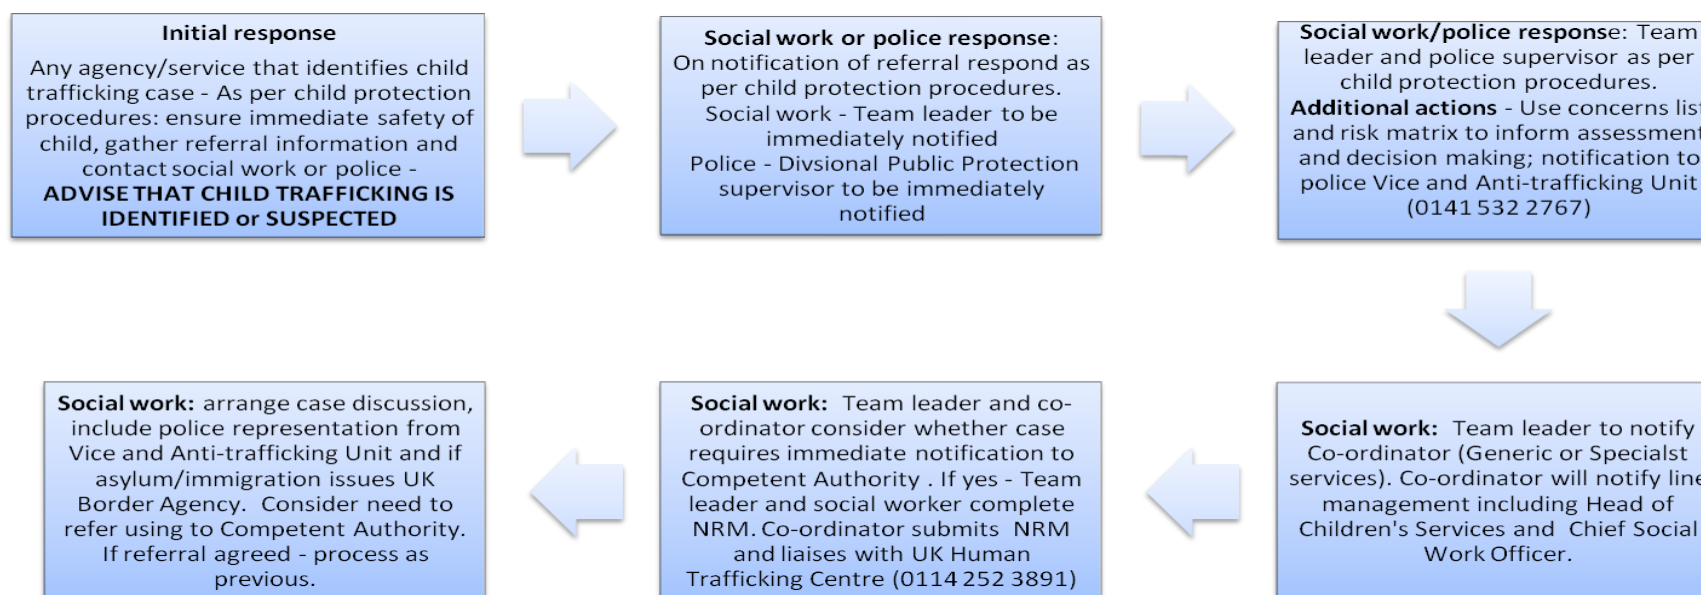 Initial response
Any agency/service that identifies child
trafficking case - As per child protection
procedures: ensure immediate safety of
child, gather referral information and
contact social work or police -
ADVISE THAT CHILD TRAFFICKING IS
IDENTIFIED or SUSPECTED
Social work or police response:
On notification of referral respond as
per child protection procedures.
Social work - Team leader to be
immediately notified
Police - Divsional Public Protection
supervisor to be immediately
notified
Social work/police response: Team
leader and police supervisor as per
child protection procedures.
Additional actions - Use concerns list
and risk matrix to inform assessment
and decision making; notification to
police Vice and Anti-trafficking Unit
(0141 532 2767)
Social work: Team leader to notify
Co-ordinator (Generic or Specialst
services). Co-ordinator will notify line
management including Head of
Children's Services and Chief Social
Work Officer.
Social work: Team leader and co-
ordinator consider whether case
requires immediate notification to
Competent Authority . If yes - Team
leader and social worker complete
NRM. Co-ordinator submits NRM
and liaises with UK Human
Trafficking Centre (0114 252 3891)
Social work: arrange case discussion,
include police representation from
Vice and Anti-trafficking Unit and if
asylum/immigration issues UK
Border Agency. Consider need to
refer using to Competent Authority.
If referral agreed - process as
previous.